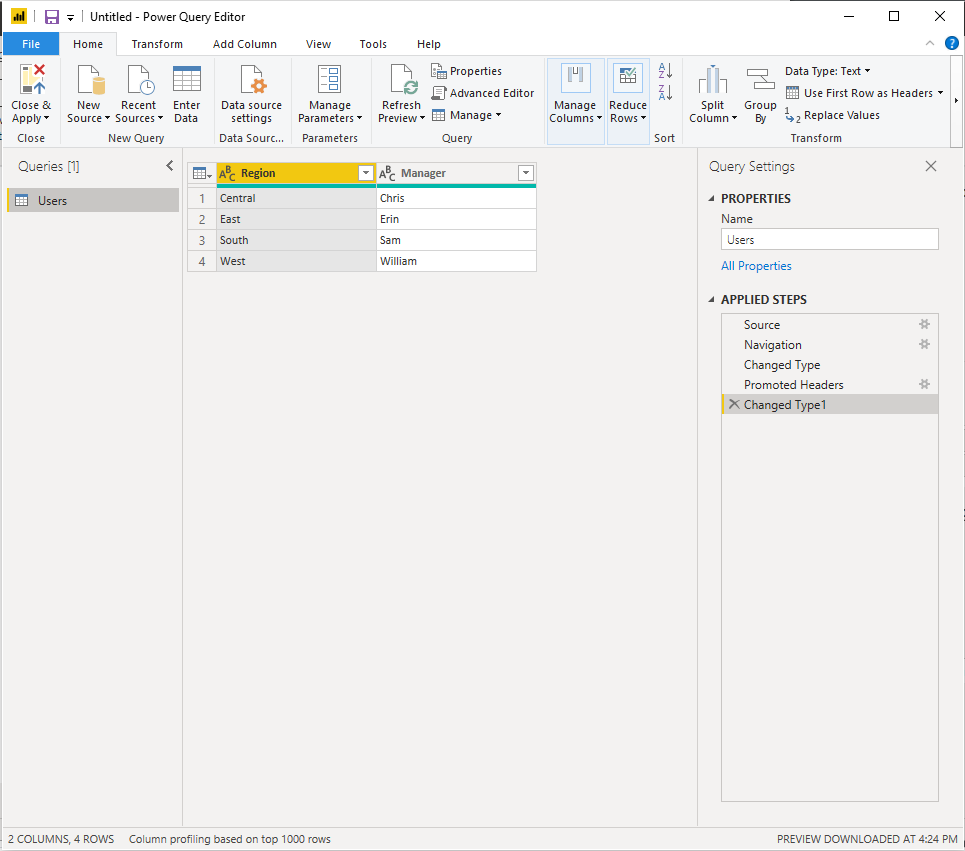 Untitled - Power Query Editor
File Home Transform Add Column View Tools Help
Close & Apply
Close
New Source
Recent Sources
Enter Data
New Query
Data source settings
Data Sourc...
Manage Parameters
Parameters
Refresh Preview
Properties
Advanced Editor
Manage
Query
Manage Columns
Reduce Rows
Sort
Split Column
Group By
Data Type: Text
Use First Row as Headers
Replace Values
Transform
Queries [1]
Users
ABC Region ABC Manager
1 Central Chris
2 East Erin
3 South Sam
4 West William
Query Settings
PROPERTIES
Name
Users
All Properties
APPLIED STEPS
Source
Navigation
Changed Type
Promoted Headers
Changed Type1
2 COLUMNS, 4 ROWS Column profiling based on top 1000 rows PREVIEW DOWNLOADED AT 4:24 PM